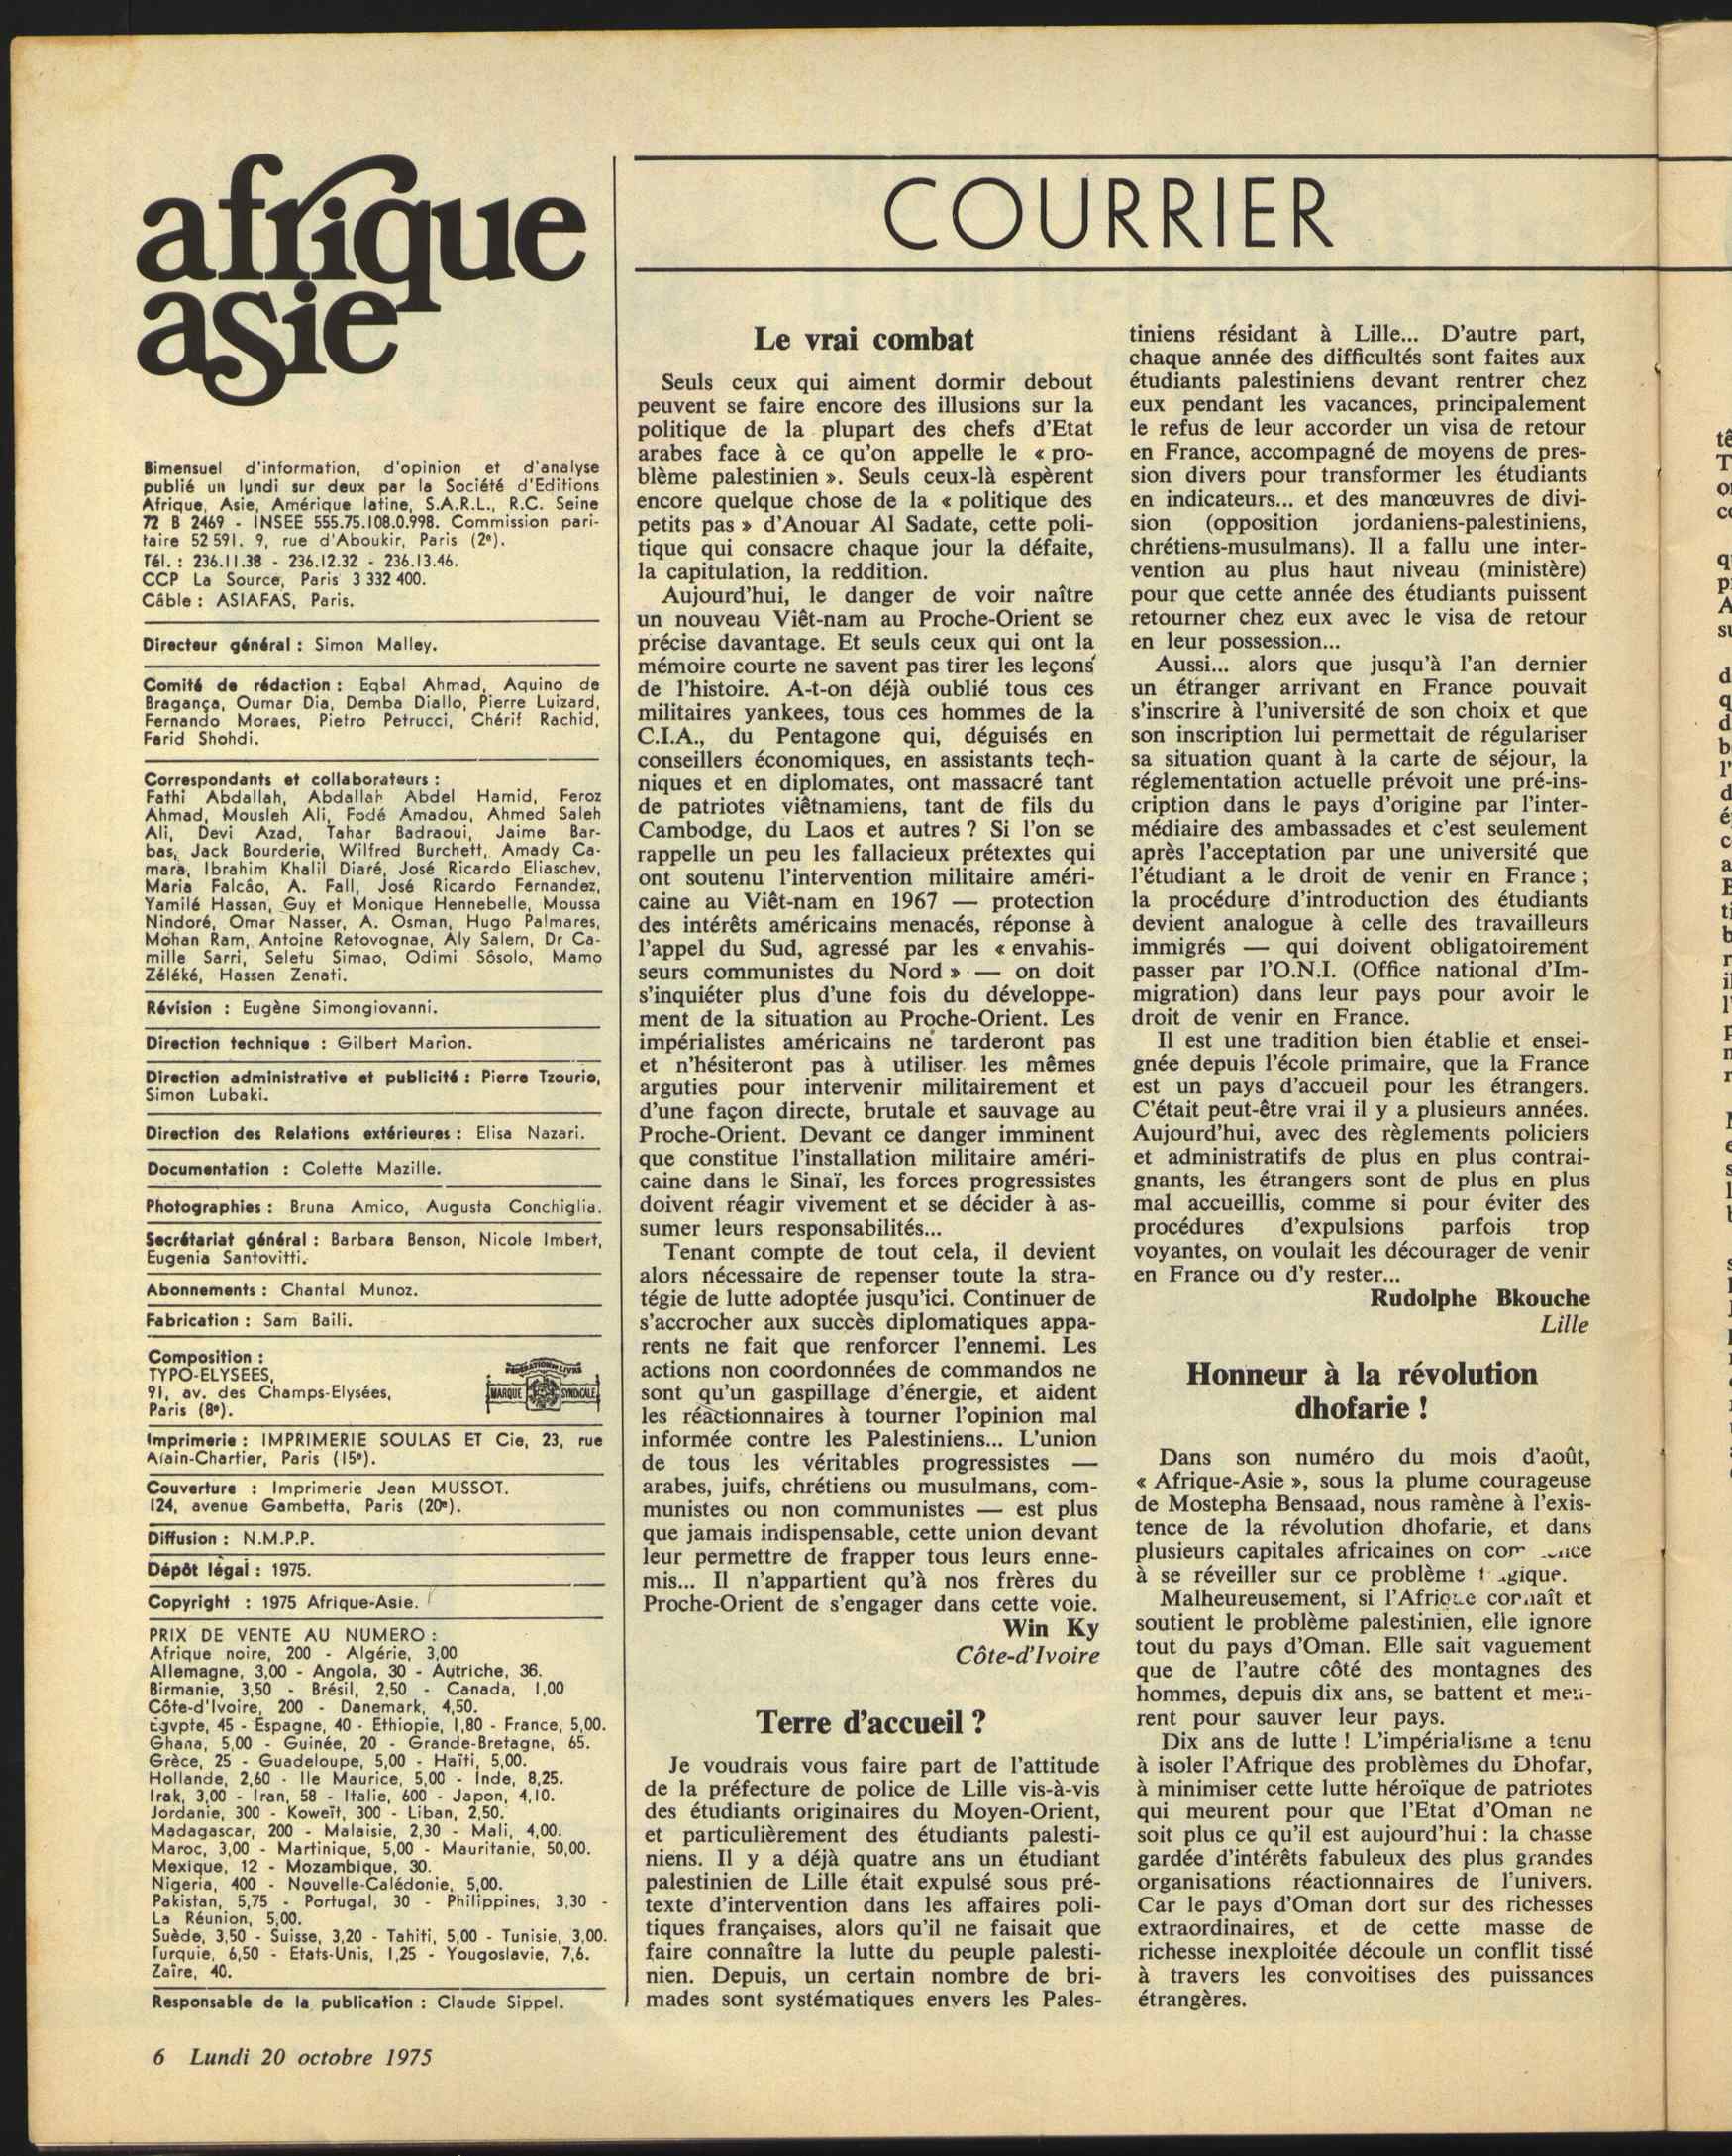 afrique
asie
Bimensuel d'information, d'opinion et d'analyse
publié un lundi sur deux par la Société d'Editions
Afrique, Asie, Amérique latine, S.A.R.L., R.C. Seine
72 B 2469 - INSEE 555.75.108.0.998. Commission pari-
taire 52 591. 9, rue d'Aboukir, Paris (2e).
Tél. : 236.11.38 - 236.12.32 - 236.13.46.
CCP La Source, Paris 3 332 400.
Câble : ASIAFAS, Paris.
Directeur général : Simon Malley.
Comité de rédaction : Eqbal Ahmad, Aquino de
Bragança, Oumar Dia, Demba Diallo, Pierre Luizard,
Fernando Moraes, Pietro Petrucci, Chérif Rachid,
Farid Shohdi.
Correspondants et collaborateurs :
Fathi Abdallah, Abdallah Abdel Hamid, Feroz
Ahmad, Mousleh Ali, Fodé Amadou, Ahmed Saleh
Ali, Devi Azad, Tahar Badraoui, Jaime Bar-
bas, Jack Bourderie, Wilfred Burchett, Amady Ca-
mara, Ibrahim Khalil Diaré, José Ricardo Eliaschev,
Maria Falcâo, A. Fall, José Ricardo Fernandez,
Yamilé Hassan, Guy et Monique Hennebelle, Moussa
Nindoré, Omar Nasser, A. Osman, Hugo Palmares,
Mohan Ram, Antoine Retovognae, Aly Salem, Dr Ca-
mille Sarri, Seletu Simao, Odimi Sôsolo, Mamo
Zéléké, Hassen Zenati.
Révision : Eugène Simongiovanni.
Direction technique : Gilbert Marion.
Direction administrative et publicité : Pierre Tzourio,
Simon Lubaki.
Direction des Relations extérieures : Elisa Nazari.
Documentation : Colette Mazille.
Photographies : Bruna Amico, Augusta Conchiglia.
Secrétariat général : Barbara Benson, Nicole Imbert,
Eugenia Santovitti.
Abonnements : Chantal Munoz.
Fabrication : Sam Baili.
Composition :
TYPO-ELYSEES,
91, av. des Champs-Elysées,
Paris (8e).
MARQUE SYNDICALE
Imprimerie : IMPRIMERIE SOULAS ET Cie, 23, rue
Alain-Chartier, Paris (15e).
Couverture : Imprimerie Jean MUSSOT.
124, avenue Gambetta, Paris (20e).
Diffusion : N.M.P.P.
Dépôt légal : 1975.
Copyright : 1975 Afrique-Asie.
PRIX DE VENTE AU NUMERO :
Afrique noire, 200 - Algérie, 3,00
Allemagne, 3,00 - Angola, 30 - Autriche, 36.
Birmanie, 3,50 - Brésil, 2,50 - Canada, 1,00
Côte-d'Ivoire, 200 - Danemark, 4,50.
Egypte, 45 - Espagne, 40 - Ethiopie, 1,80 - France, 5,00.
Ghana, 5,00 - Guinée, 20 - Grande-Bretagne, 65.
Grèce, 25 - Guadeloupe, 5,00 - Haïti, 5,00.
Hollande, 2,60 - Ile Maurice, 5,00 - Inde, 8,25.
Irak, 3,00 - Iran, 58 - Italie, 600 - Japon, 4,10.
Jordanie, 300 - Koweït, 300 - Liban, 2,50.
Madagascar, 200 - Malaisie, 2,30 - Mali, 4,00.
Maroc, 3,00 - Martinique, 5,00 - Mauritanie, 50,00.
Mexique, 12 - Mozambique, 30.
Nigeria, 400 - Nouvelle-Calédonie, 5,00.
Pakistan, 5,75 - Portugal, 30 - Philippines, 3,30 -
La Réunion, 5,00.
Suède, 3,50 - Suisse, 3,20 - Tahiti, 5,00 - Tunisie, 3,00.
Turquie, 6,50 - Etats-Unis, 1,25 - Yougoslavie, 7,6.
Zaïre, 40.
Responsable de la publication : Claude Sippel.
COURRIER
Le vrai combat
Seuls ceux qui aiment dormir debout
peuvent se faire encore des illusions sur la
politique de la plupart des chefs d'Etat
arabes face à ce qu'on appelle le « pro-
blème palestinien ». Seuls ceux-là espèrent
encore quelque chose de la « politique des
petits pas » d'Anouar Al Sadate, cette poli-
tique qui consacre chaque jour la défaite,
la capitulation, la reddition.
Aujourd'hui, le danger de voir naître
un nouveau Viêt-nam au Proche-Orient se
précise davantage. Et seuls ceux qui ont la
mémoire courte ne savent pas tirer les leçons
de l'histoire. A-t-on déjà oublié tous ces
militaires yankees, tous ces hommes de la
C.I.A., du Pentagone qui, déguisés en
conseillers économiques, en assistants tech-
niques et en diplomates, ont massacré tant
de patriotes viêtnamiens, tant de fils du
Cambodge, du Laos et autres ? Si l'on se
rappelle un peu les fallacieux prétextes qui
ont soutenu l'intervention militaire améri-
caine au Viêt-nam en 1967 — protection
des intérêts américains menacés, réponse à
l'appel du Sud, agressé par les « envahis-
seurs communistes du Nord » — on doit
s'inquiéter plus d'une fois du développe-
ment de la situation au Proche-Orient. Les
impérialistes américains ne tarderont pas
et n'hésiteront pas à utiliser les mêmes
arguties pour intervenir militairement et
d'une façon directe, brutale et sauvage au
Proche-Orient. Devant ce danger imminent
que constitue l'installation militaire améri-
caine dans le Sinaï, les forces progressistes
doivent réagir vivement et se décider à as-
sumer leurs responsabilités...
Tenant compte de tout cela, il devient
alors nécessaire de repenser toute la stra-
tégie de lutte adoptée jusqu'ici. Continuer de
s'accrocher aux succès diplomatiques appa-
rents ne fait que renforcer l'ennemi. Les
actions non coordonnées de commandos ne
sont qu'un gaspillage d'énergie, et aident
les réactionnaires à tourner l'opinion mal
informée contre les Palestiniens... L'union
de tous les véritables progressistes —
arabes, juifs, chrétiens ou musulmans, com-
munistes ou non communistes — est plus
que jamais indispensable, cette union devant
leur permettre de frapper tous leurs enne-
mis... Il n'appartient qu'à nos frères du
Proche-Orient de s'engager dans cette voie.
Win Ky
Côte-d'Ivoire
Terre d'accueil ?
Je voudrais vous faire part de l'attitude
de la préfecture de police de Lille vis-à-vis
des étudiants originaires du Moyen-Orient,
et particulièrement des étudiants palesti-
niens. Il y a déjà quatre ans un étudiant
palestinien de Lille était expulsé sous pré-
texte d'intervention dans les affaires poli-
tiques françaises, alors qu'il ne faisait que
faire connaître la lutte du peuple palesti-
nien. Depuis, un certain nombre de bri-
mades sont systématiques envers les Pales-
tiniens résidant à Lille... D'autre part,
chaque année des difficultés sont faites aux
étudiants palestiniens devant rentrer chez
eux pendant les vacances, principalement
le refus de leur accorder un visa de retour
en France, accompagné de moyens de pres-
sion divers pour transformer les étudiants
en indicateurs... et des manœuvres de divi-
sion (opposition jordaniens-palestiniens,
chrétiens-musulmans). Il a fallu une inter-
vention au plus haut niveau (ministère)
pour que cette année des étudiants puissent
retourner chez eux avec le visa de retour
en leur possession...
Aussi... alors que jusqu'à l'an dernier
un étranger arrivant en France pouvait
s'inscrire à l'université de son choix et que
son inscription lui permettait de régulariser
sa situation quant à la carte de séjour, la
réglementation actuelle prévoit une pré-ins-
cription dans le pays d'origine par l'inter-
médiaire des ambassades et c'est seulement
après l'acceptation par une université que
l'étudiant a le droit de venir en France ;
la procédure d'introduction des étudiants
devient analogue à celle des travailleurs
immigrés — qui doivent obligatoirement
passer par l'O.N.I. (Office national d'Im-
migration) dans leur pays pour avoir le
droit de venir en France.
Il est une tradition bien établie et ensei-
gnée depuis l'école primaire, que la France
est un pays d'accueil pour les étrangers.
C'était peut-être vrai il y a plusieurs années.
Aujourd'hui, avec des règlements policiers
et administratifs de plus en plus contrai-
gnants, les étrangers sont de plus en plus
mal accueillis, comme si pour éviter des
procédures d'expulsions parfois trop
voyantes, on voulait les décourager de venir
en France ou d'y rester...
Rudolphe Bkouche
Lille
Honneur à la révolution
dhofarie !
Dans son numéro du mois d'août,
« Afrique-Asie », sous la plume courageuse
de Mostepha Bensaad, nous ramène à l'exis-
tence de la révolution dhofarie, et dans
plusieurs capitales africaines on
à se réveiller sur ce problème
Malheureusement, si l'Afrique connaît et
soutient le problème palestinien, elle ignore
tout du pays d'Oman. Elle sait vaguement
que de l'autre côté des montagnes des
hommes, depuis dix ans, se battent et meu-
rent pour sauver leur pays.
Dix ans de lutte ! L'impérialisme a tenu
à isoler l'Afrique des problèmes du Dhofar,
à minimiser cette lutte héroïque de patriotes
qui meurent pour que l'Etat d'Oman ne
soit plus ce qu'il est aujourd'hui : la chasse
gardée d'intérêts fabuleux des plus grandes
organisations réactionnaires de l'univers.
Car le pays d'Oman dort sur des richesses
extraordinaires, et de cette masse de
richesse inexploitée découle un conflit tissé
à travers les convoitises des puissances
étrangères.
6 Lundi 20 octobre 1975